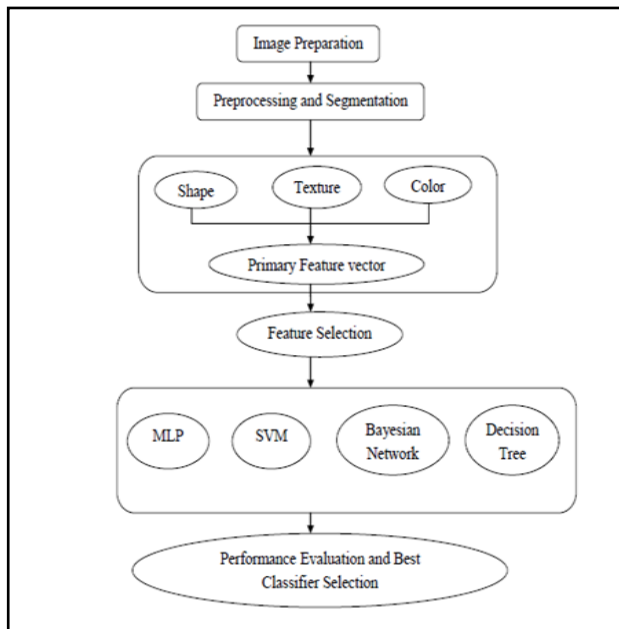 Image Preparation
Preprocessing and Segmentation
Shape
Texture
Color
Primary Feature vector
Feature Selection
MLP
SVM
Bayesian
Network
Decision
Tree
Performance Evaluation and Best
Classifier Selection